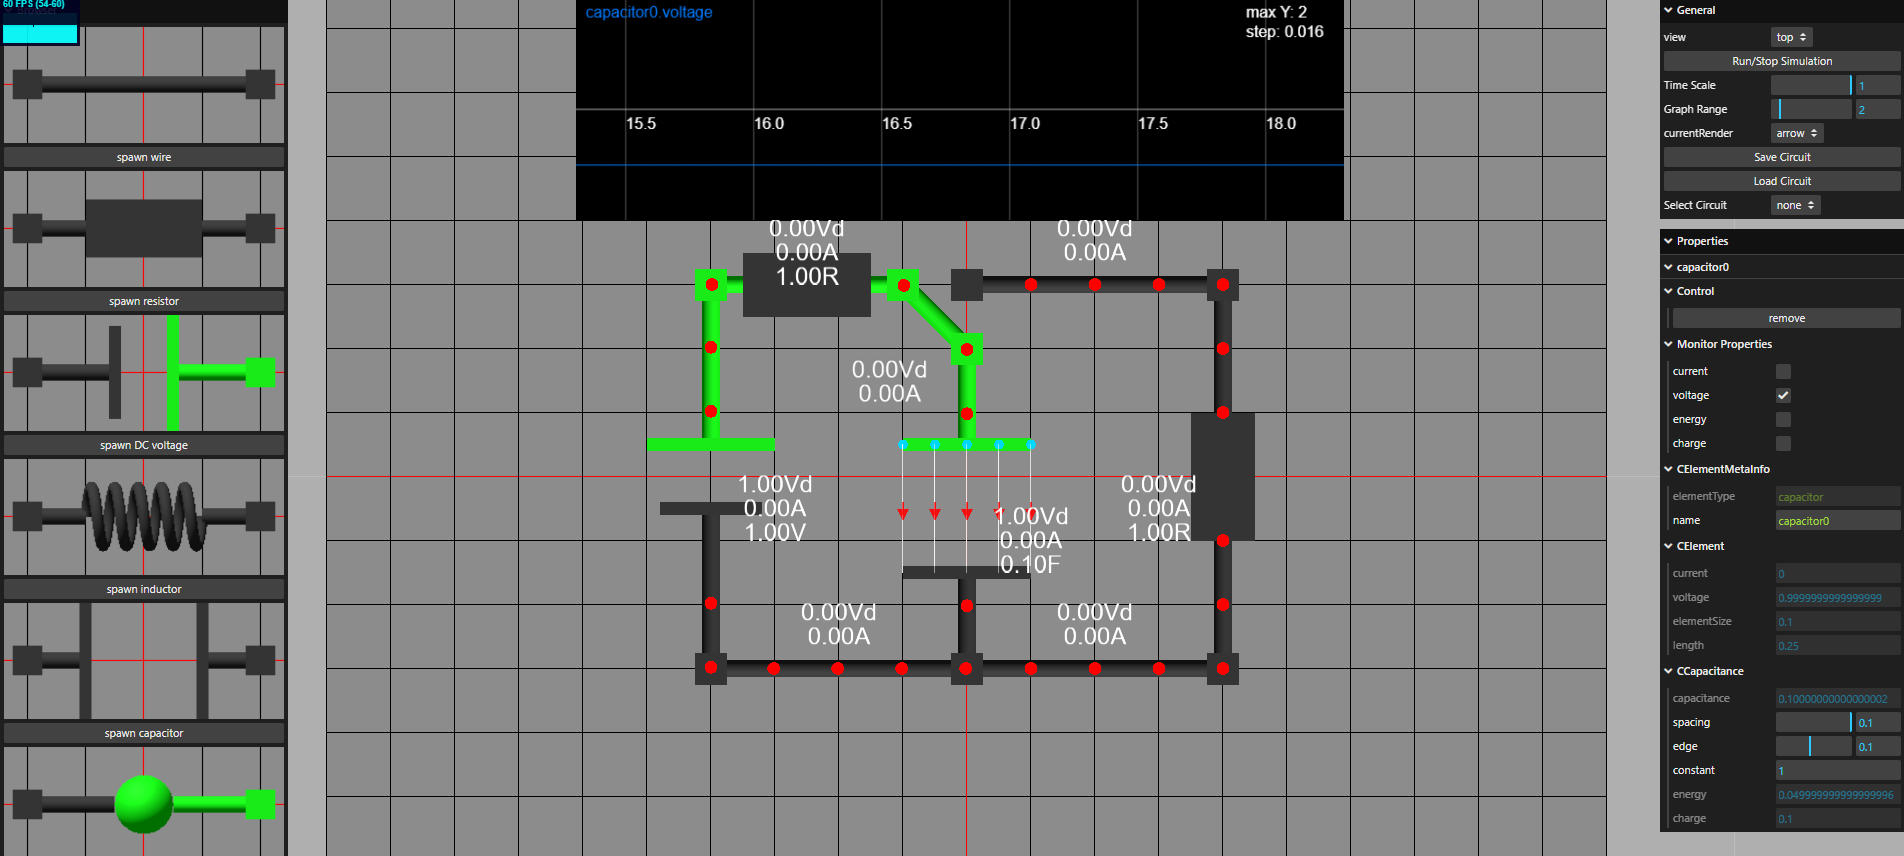 60 FPS (54-60)
spawn wire
spawn resistor
spawn DC voltage
spawn inductor
spawn capacitor
capacitor0.voltage
max Y: 2
step: 0.016
15.5
16.0
16.5
17.0
17.5
18.0
0.00Vd
0.00A
1.00R
0.00Vd
0.00A
0.00Vd
0.00A
1.00Vd
0.00A
1.00V
1.00Vd
0.00A
0.10F
0.00Vd
0.00A
1.00R
0.00Vd
0.00A
0.00Vd
0.00A
General
view
top
Run/Stop Simulation
Time Scale
1
Graph Range
2
currentRender
arrow
Save Circuit
Load Circuit
Select Circuit
none
Properties
capacitor0
Control
remove
Monitor Properties
current
voltage
energy
charge
CElementMetaInfo
elementType
capacitor
name
capacitor0
CElement
current
0
voltage
0.9999999999999999
elementSize
0.1
length
0.25
CCapacitance
capacitance
0.10000000000000002
spacing
0.1
edge
0.1
constant
1
energy
0.049999999999999996
charge
0.1